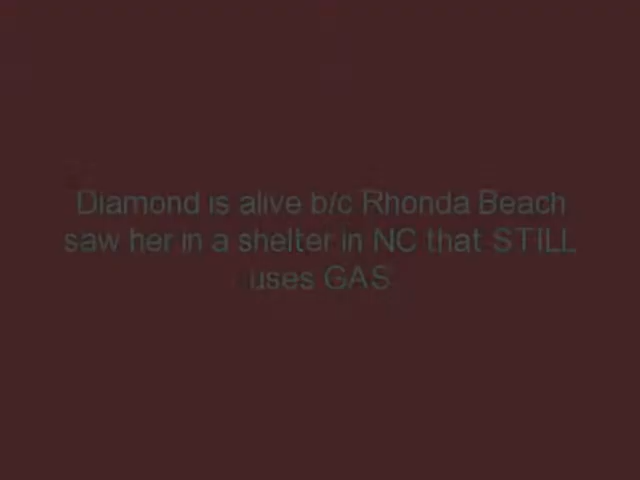 Diamond is alive b/c Rhonda Beach
saw her in a shelter in NC that STILL
uses GAS